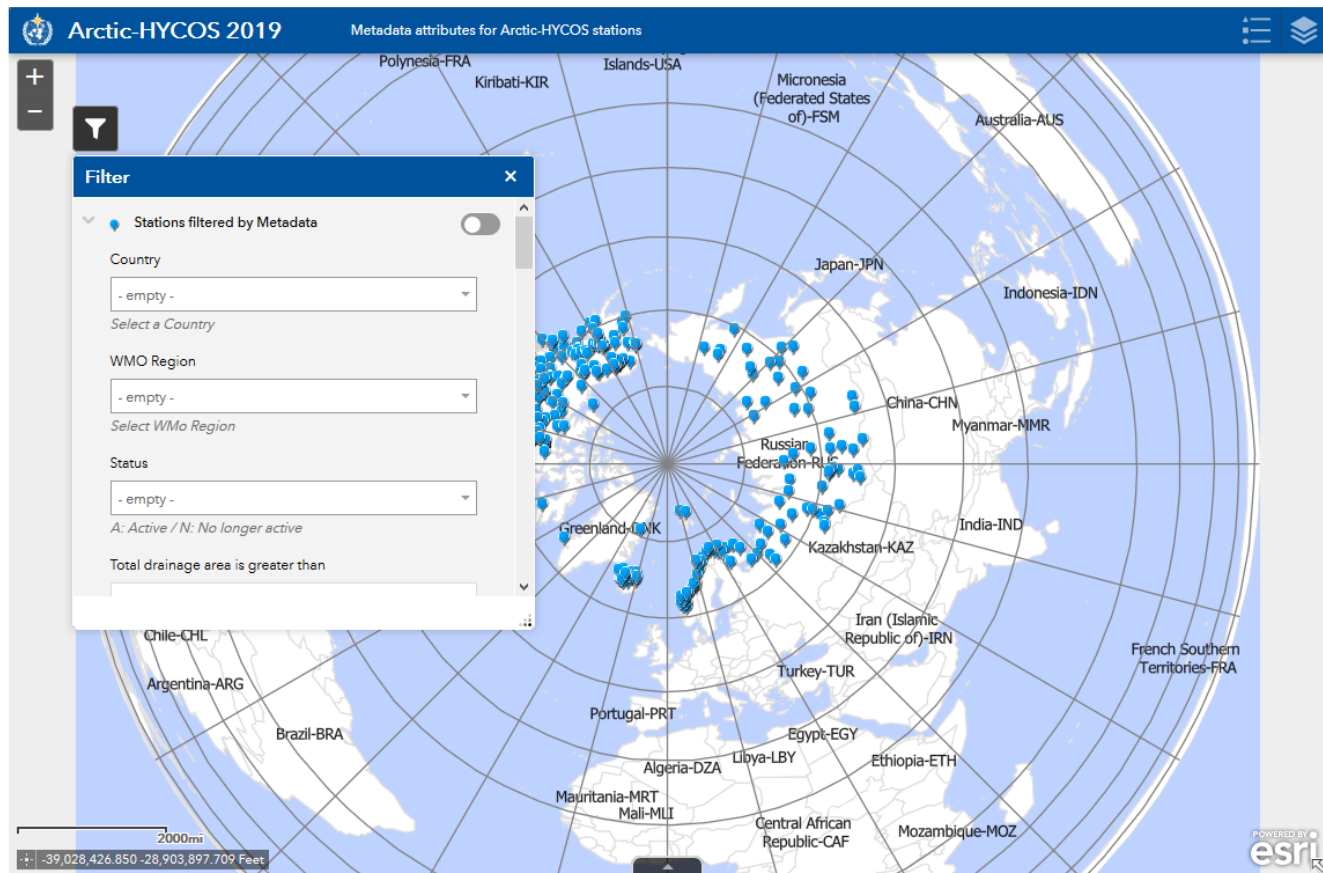 Arctic-HYCOS 2019
Metadata attributes for Arctic-HYCOS stations
Polynesia-FRA
Kiribati-KIR
Islands-USA
Micronesia
(Federated States
of)-FSM
Australia-AUS
+
−
Filter
×
Stations filtered by Metadata
Country
- empty -
Select a Country
WMO Region
- empty -
Select WMo Region
Status
- empty -
A: Active / N: No longer active
Total drainage area is greater than
Japan-JPN
Indonesia-IDN
China-CHN
Myanmar-MMR
Russian
Federation-RUS
Greenland-DNK
India-IND
Kazakhstan-KAZ
Iran (Islamic
Republic of)-IRN
French Southern
Territories-FRA
Chile-CHL
Turkey-TUR
Argentina-ARG
Portugal-PRT
Brazil-BRA
Egypt-EGY
Algeria-DZA
Libya-LBY
Ethiopia-ETH
Mauritania-MRT
Mali-MLI
Central African
Republic-CAF
Mozambique-MOZ
2000mi
-39,028,426.850 -28,903,897.709 Feet
POWERED BY
esri